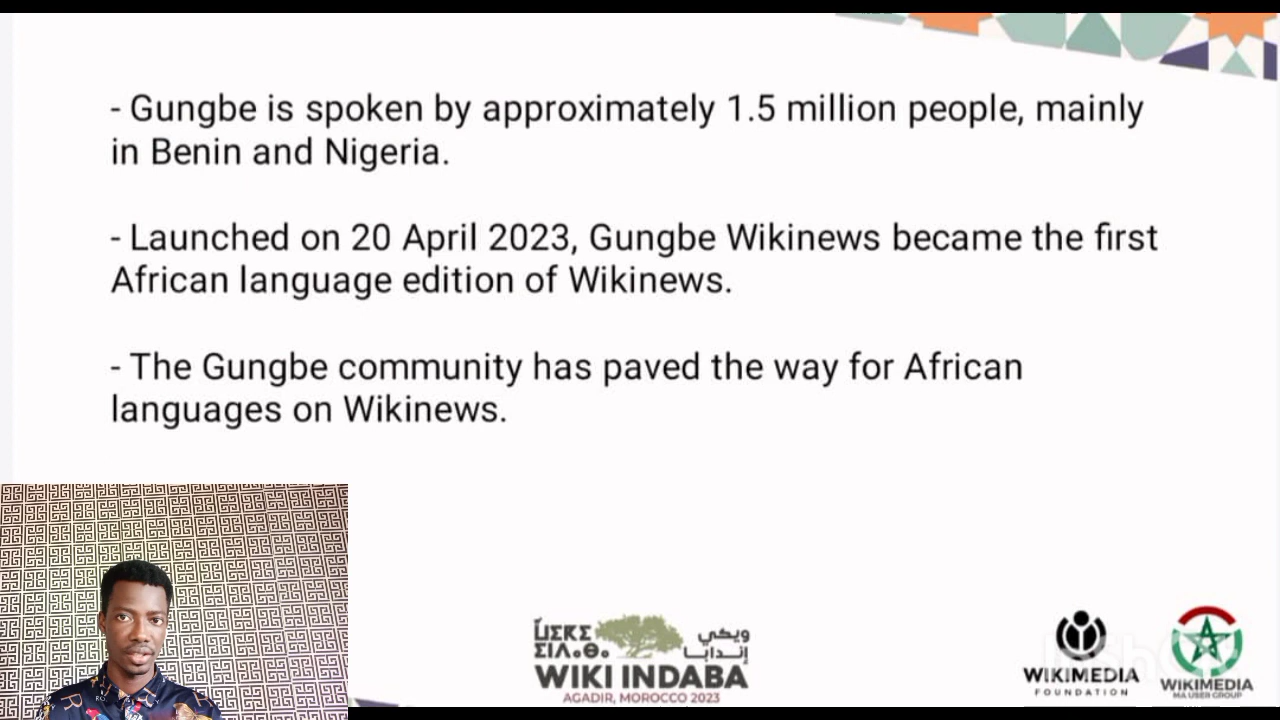 - Gungbe is spoken by approximately 1.5 million people, mainly
in Benin and Nigeria.
- Launched on 20 April 2023, Gungbe Wikinews became the first
African language edition of Wikinews.
- The Gungbe community has paved the way for African
languages on Wikinews.
ويكي
إندابا
WIKI INDABA
AGADIR, MOROCCO 2023
WIKIMEDIA
FOUNDATION
WIKIMEDIA
MA USER GROUP